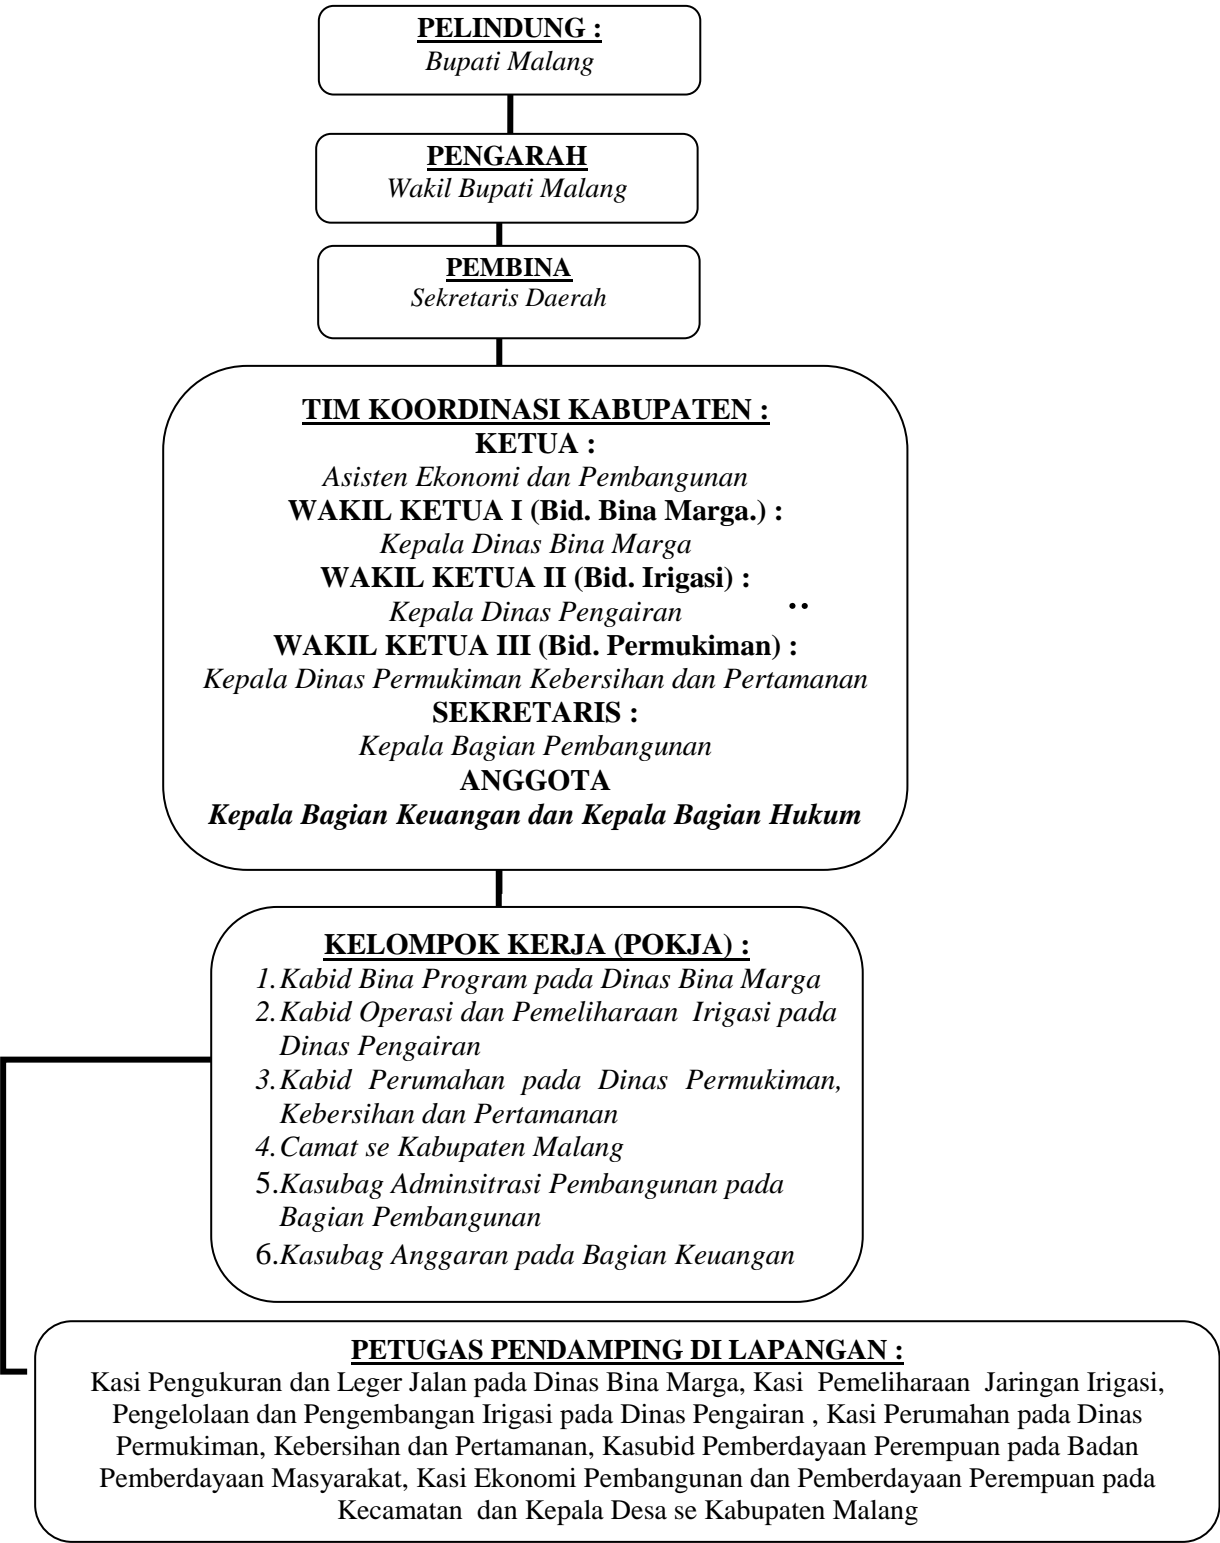 PELINDUNG :
Bupati Malang
PENGARAH
Wakil Bupati Malang
PEMBINA
Sekretaris Daerah
TIM KOORDINASI KABUPATEN :
KETUA :
Asisten Ekonomi dan Pembangunan
WAKIL KETUA I (Bid. Bina Marga.) :
Kepala Dinas Bina Marga
WAKIL KETUA II (Bid. Irigasi) :
Kepala Dinas Pengairan ..
WAKIL KETUA III (Bid. Permukiman) :
Kepala Dinas Permukiman Kebersihan dan Pertamanan
SEKRETARIS :
Kepala Bagian Pembangunan
ANGGOTA
Kepala Bagian Keuangan dan Kepala Bagian Hukum
KELOMPOK KERJA (POKJA) :
1. Kabid Bina Program pada Dinas Bina Marga
2. Kabid Operasi dan Pemeliharaan Irigasi pada
Dinas Pengairan
3. Kabid Perumahan pada Dinas Permukiman,
Kebersihan dan Pertamanan
4. Camat se Kabupaten Malang
5. Kasubag Adminsitrasi Pembangunan pada
Bagian Pembangunan
6. Kasubag Anggaran pada Bagian Keuangan
PETUGAS PENDAMPING DI LAPANGAN :
Kasi Pengukuran dan Leger Jalan pada Dinas Bina Marga, Kasi Pemeliharaan Jaringan Irigasi,
Pengelolaan dan Pengembangan Irigasi pada Dinas Pengairan , Kasi Perumahan pada Dinas
Permukiman, Kebersihan dan Pertamanan, Kasubid Pemberdayaan Perempuan pada Badan
Pemberdayaan Masyarakat, Kasi Ekonomi Pembangunan dan Pemberdayaan Perempuan pada
Kecamatan dan Kepala Desa se Kabupaten Malang